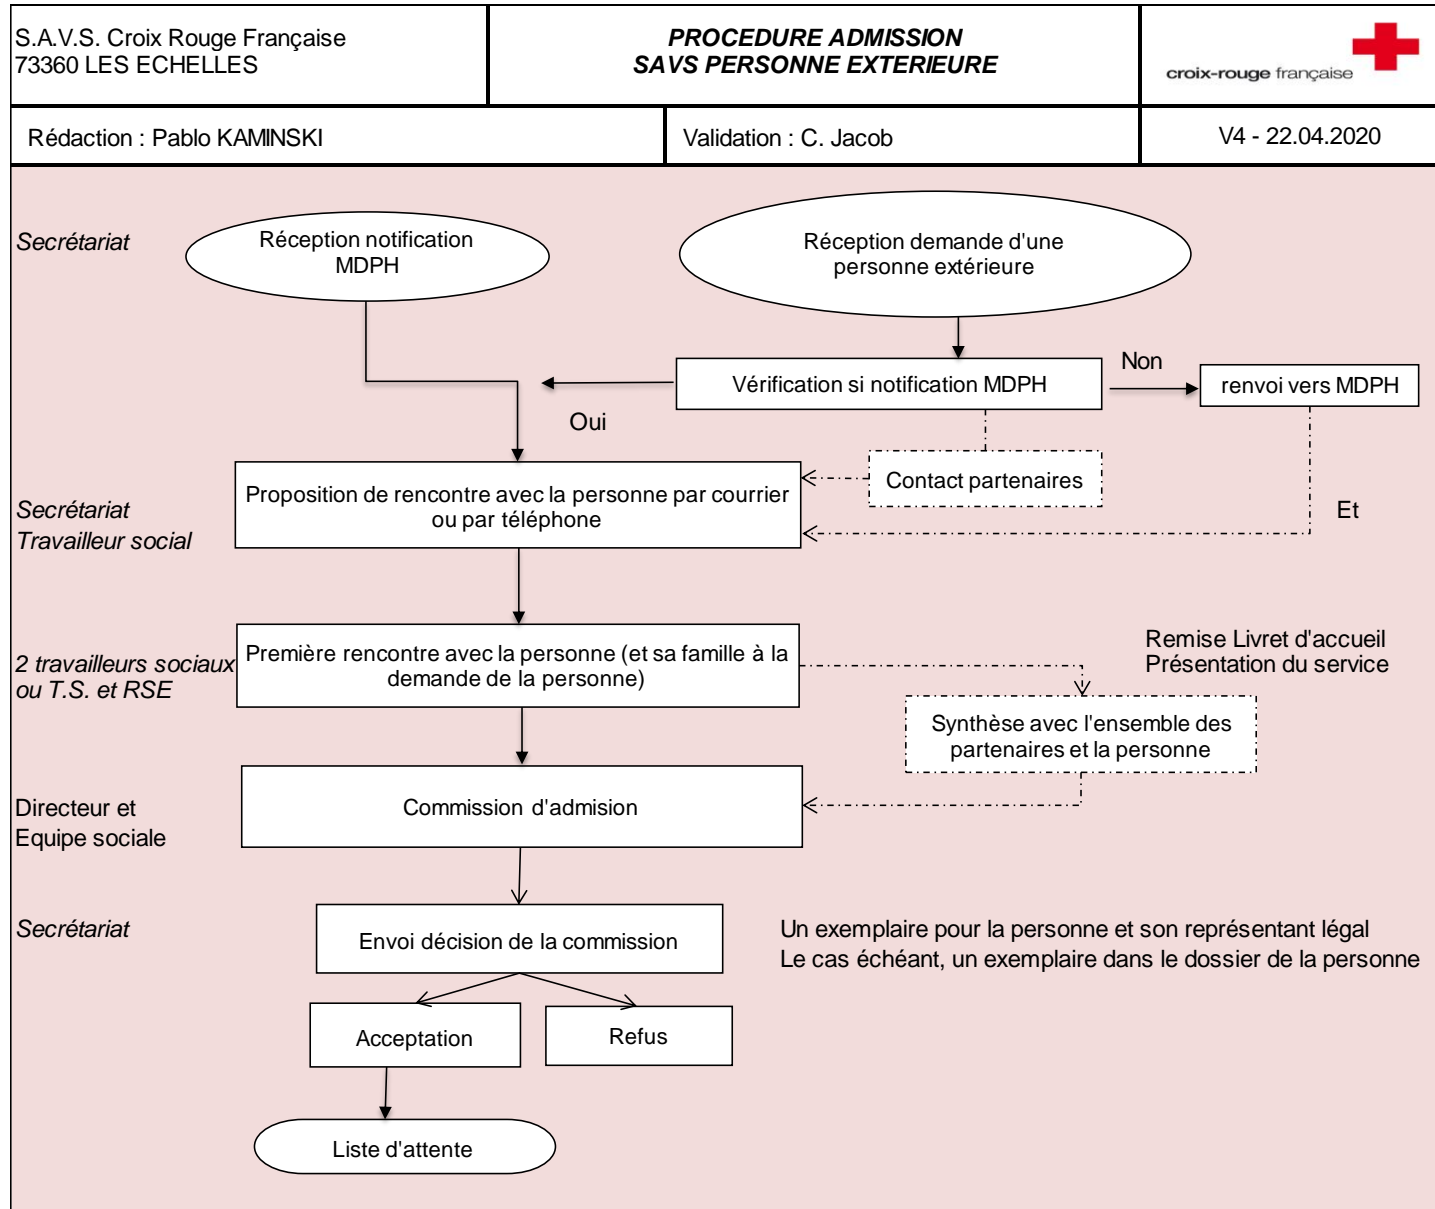 S.A.V.S. Croix Rouge Française
73360 LES ECHELLES
PROCEDURE ADMISSION
SAVS PERSONNE EXTERIEURE
croix-rouge française
Rédaction : Pablo KAMINSKI
Validation : C. Jacob
V4 - 22.04.2020
Secrétariat
Réception notification
MDPH
Réception demande d'une
personne extérieure
Vérification si notification MDPH
Non
renvoi vers MDPH
Oui
Contact partenaires
Secrétariat
Travailleur social
Proposition de rencontre avec la personne par courrier
ou par téléphone
Et
2 travailleurs sociaux
ou T.S. et RSE
Première rencontre avec la personne (et sa famille à la
demande de la personne)
Remise Livret d'accueil
Présentation du service
Synthèse avec l'ensemble des
partenaires et la personne
Directeur et
Equipe sociale
Commission d'admision
Secrétariat
Envoi décision de la commission
Un exemplaire pour la personne et son représentant légal
Le cas échéant, un exemplaire dans le dossier de la personne
Acceptation
Refus
Liste d'attente